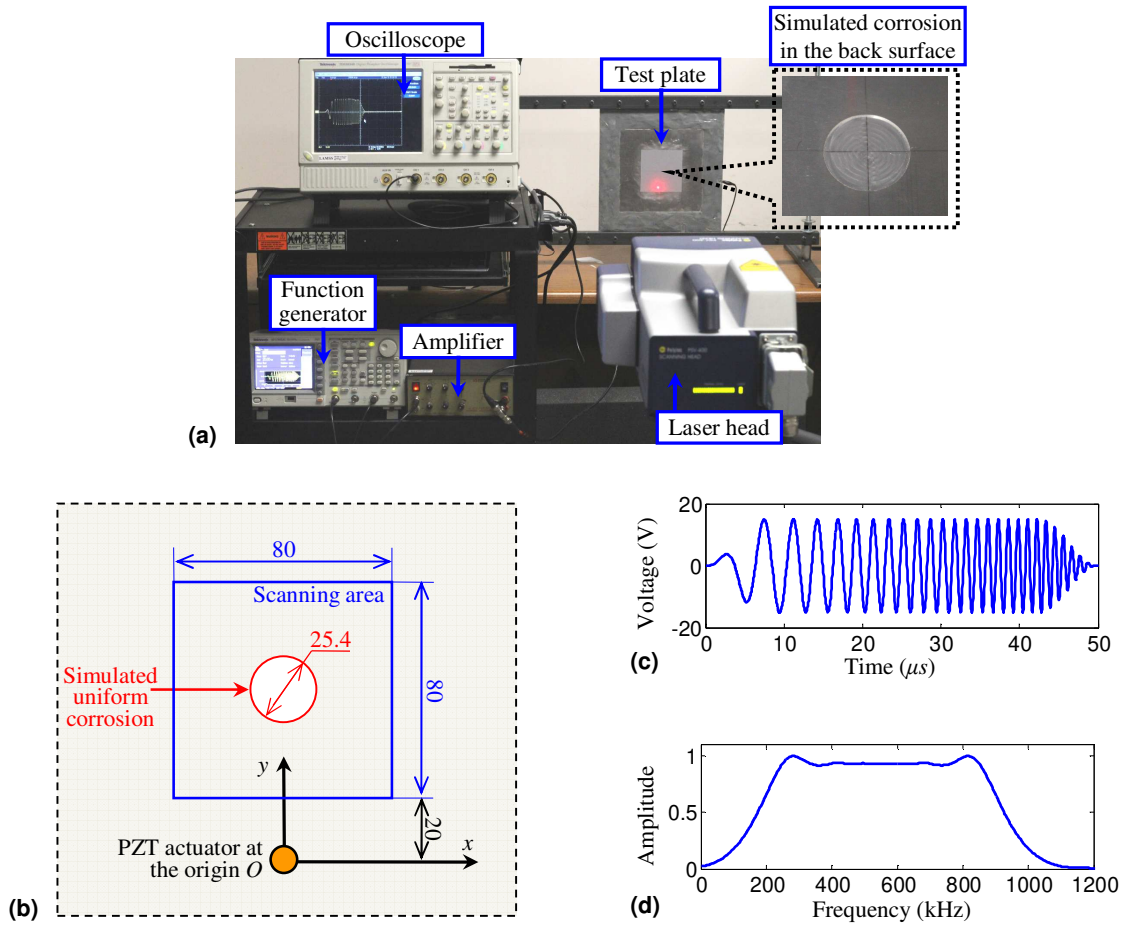 Oscilloscope
Test plate
Simulated corrosion
in the back surface
Function
generator
Amplifier
Laser head
(a)
80
Scanning area
25.4
80
Simulated
uniform
corrosion
y
20
x
PZT actuator at
the origin O
(b)
20
0
-20
Voltage (V)
0
10
20
30
40
50
Time (μs)
(c)
1
0.5
0
Amplitude
0
200
400
600
800
1000
1200
Frequency (kHz)
(d)